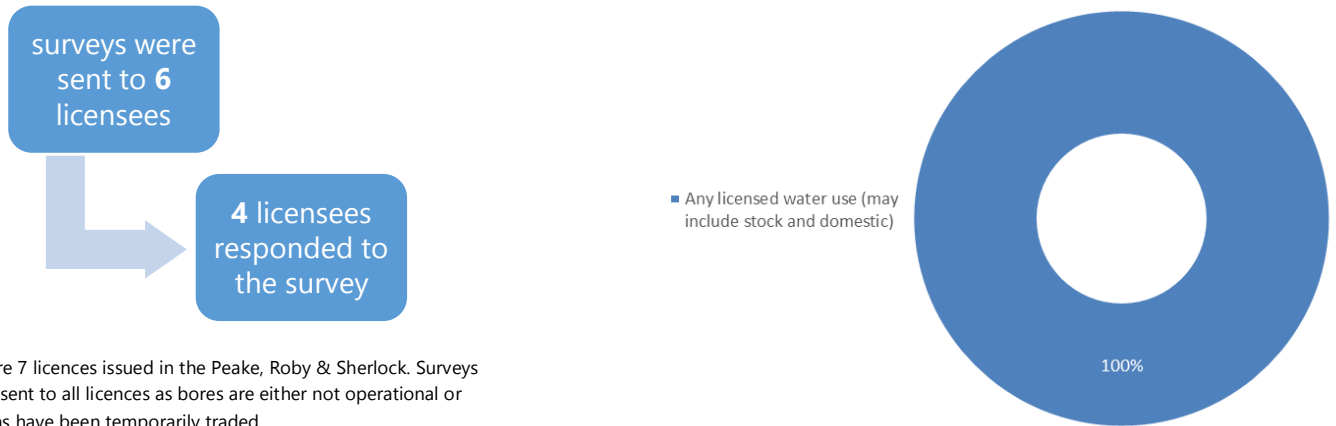 surveys were
sent to 6
licensees
4 licensees
responded to
the survey
re 7 licences issued in the Peake, Roby & Sherlock. Surveys
sent to all licences as bores are either not operational or
have been temporarily traded
Any licensed water use (may
include stock and domestic)
100%